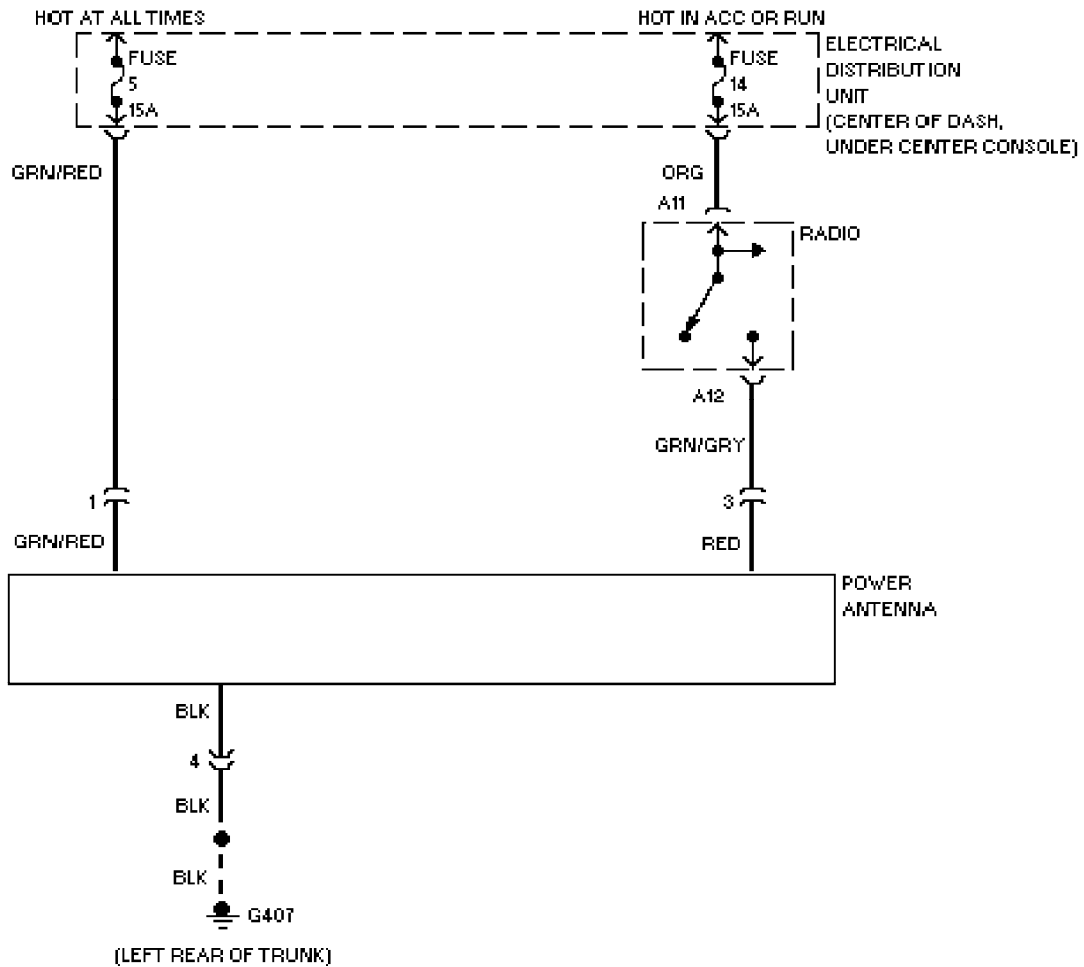 HOT AT ALL TIMES
HOT IN ACC OR RUN
FUSE
5
15A
FUSE
14
15A
ELECTRICAL
DISTRIBUTION
UNIT
(CENTER OF DASH,
UNDER CENTER CONSOLE)
GRN/RED
ORG
A11
RADIO
A12
GRN/GRY
1
3
GRN/RED
RED
POWER
ANTENNA
BLK
4
BLK
BLK
G407
(LEFT REAR OF TRUNK)